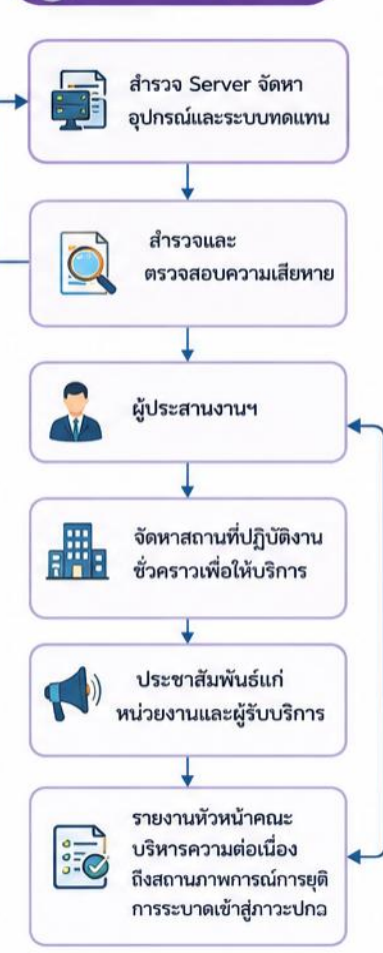 สำรวจ Server จัดหา
อุปกรณ์และระบบทดแทน
สำรวจและ
ตรวจสอบความเสียหาย
ผู้ประสานงานฯ
จัดหาสถานที่ปฏิบัติงาน
ชั่วคราวเพื่อให้บริการ
ประชาสัมพันธ์แก่
หน่วยงานและผู้รับบริการ
รายงานหัวหน้าคณะ
บริหารความต่อเนื่อง
ถึงสถานภาพการณ์การยุติ
การระบาดเข้าสู่ภาวะปกฉ